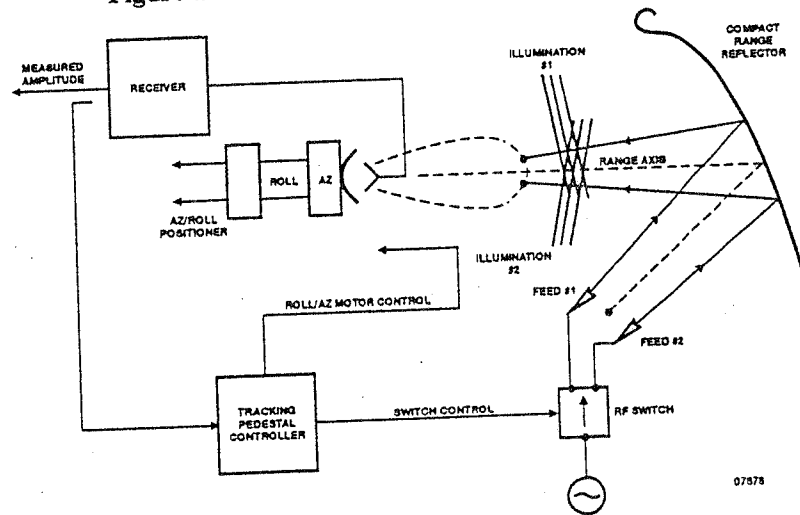 COMPACT
RANGE
REFLECTOR
ILLUMINATION
#1
MEASURED
AMPLITUDE
RECEIVER
RANGE AXIS
ROLL
AZ
AZ/ROLL
POSITIONER
ILLUMINATION
#2
FEED #1
ROLL/AZ MOTOR CONTROL
FEED #2
TRACKING
PEDESTAL
CONTROLLER
SWITCH CONTROL
RF SWITCH
07878